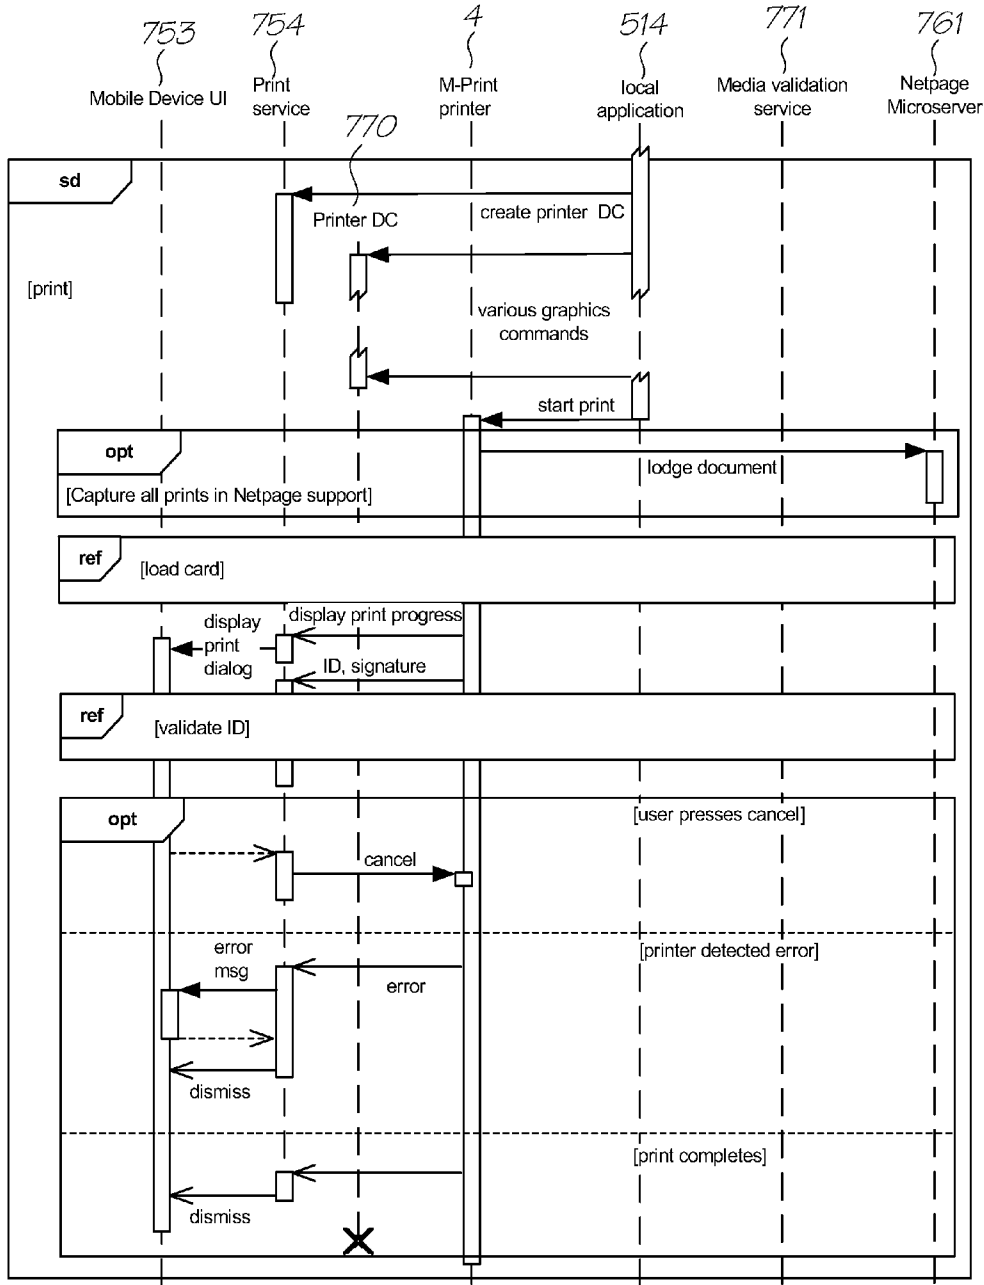 753
754
4
514
771
761
Mobile Device UI
Print
service
M-Print
printer
local
application
Media validation
service
Netpage
Microserver
770
sd
create printer DC
Printer DC
[print]
various graphics
commands
start print
opt
lodge document
[Capture all prints in Netpage support]
ref
[load card]
display
print
dialog
display print progress
ID, signature
ref
[validate ID]
opt
[user presses cancel]
cancel
[printer detected error]
error
msg
error
dismiss
[print completes]
dismiss